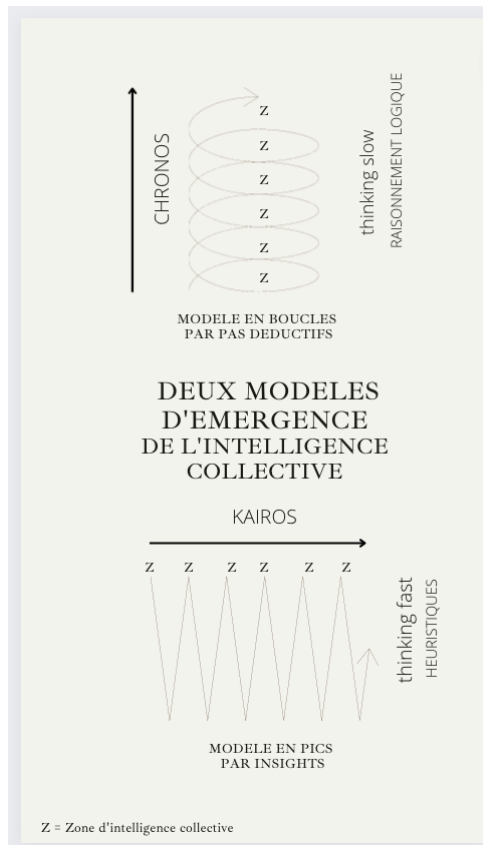 Z
Z
Z
Z
Z
Z
CHRONOS
thinking slow
RAISONNEMENT LOGIQUE
MODELE EN BOUCLES
PAR PAS DEDUCTIFS
DEUX MODELES
D'EMERGENCE
DE L'INTELLIGENCE
COLLECTIVE
KAIROS
Z Z Z Z Z Z
thinking fast
HEURISTIQUES
MODELE EN PICS
PAR INSIGHTS
Z = Zone d'intelligence collective